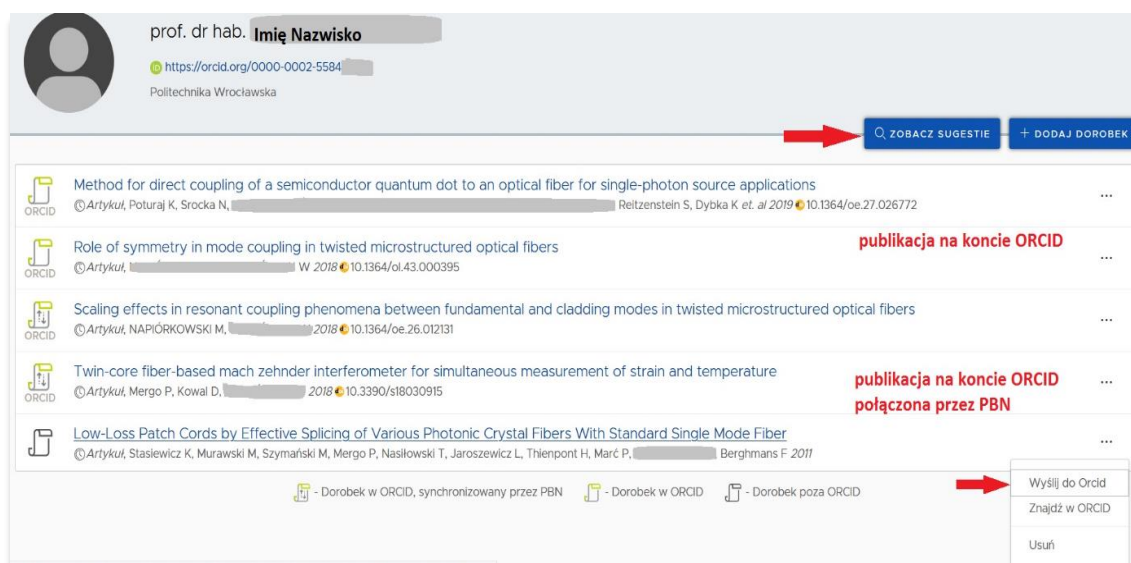 prof. dr hab. Imię Nazwisko
https://orcid.org/0000-0002-5584
Politechnika Wrocławska
ZOBACZ SUGESTIE + DODAJ DOROBEK
Method for direct coupling of a semiconductor quantum dot to an optical fiber for single-photon source applications
ORCID Artykuł, Poturaj K, Srocka N, Reitzenstein S, Dybka K et. al 2019 10.1364/oe.27.026772 ...
Role of symmetry in mode coupling in twisted microstructured optical fibers publikacja na koncie ORCID
ORCID Artykuł, W 2018 10.1364/ol.43.000395 ...
Scaling effects in resonant coupling phenomena between fundamental and cladding modes in twisted microstructured optical fibers
ORCID Artykuł, NAPIÓRKOWSKI M, 2018 10.1364/oe.26.012131 ...
Twin-core fiber-based mach zehnder interferometer for simultaneous measurement of strain and temperature publikacja na koncie ORCID
ORCID Artykuł, Mergo P, Kowal D, 2018 10.3390/s18030915 połączona przez PBN ...
Low-Loss Patch Cords by Effective Splicing of Various Photonic Crystal Fibers With Standard Single Mode Fiber
Artykuł, Stasiewicz K, Murawski M, Szymański M, Mergo P, Nasiłowski T, Jaroszewicz L, Thienpont H, Marć P, Berghmans F 2011 ...
- Dorobek w ORCID, synchronizowany przez PBN - Dorobek w ORCID - Dorobek poza ORCID
Wyślij do Orcid
Znajdź w ORCID
Usuń